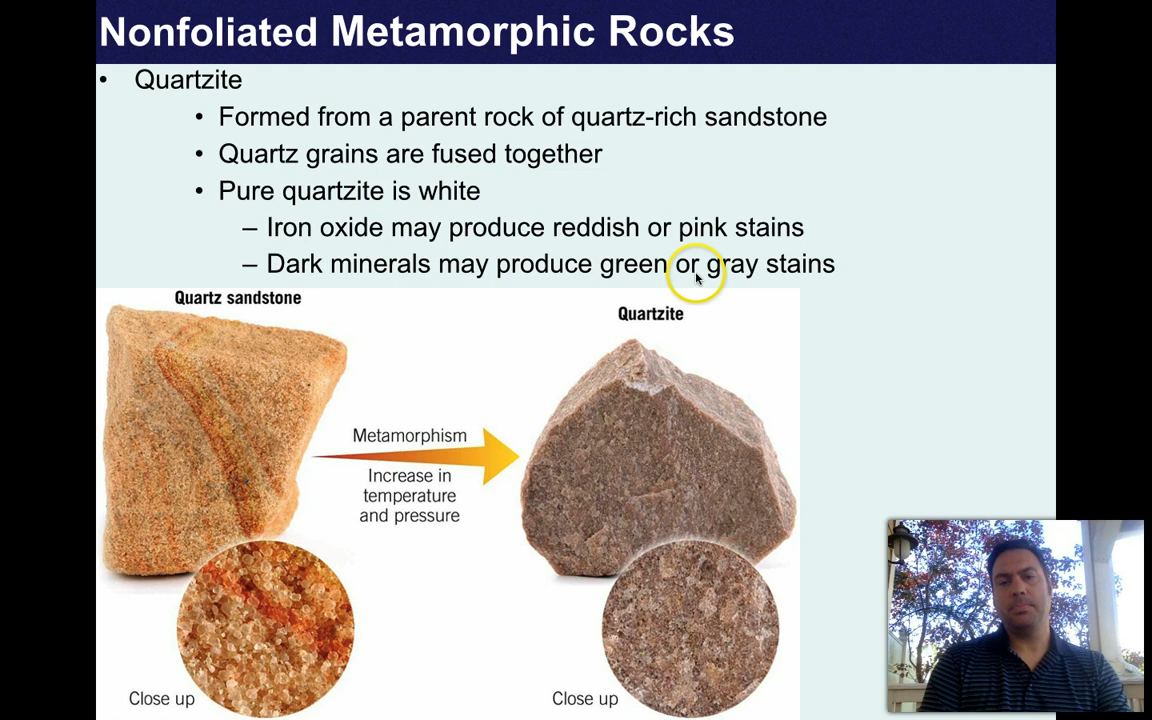 Nonfoliated Metamorphic Rocks
• Quartzite
• Formed from a parent rock of quartz-rich sandstone
• Quartz grains are fused together
• Pure quartzite is white
– Iron oxide may produce reddish or pink stains
– Dark minerals may produce green or gray stains
Quartz sandstone
Quartzite
Metamorphism
Increase in
temperature
and pressure
Close up
Close up